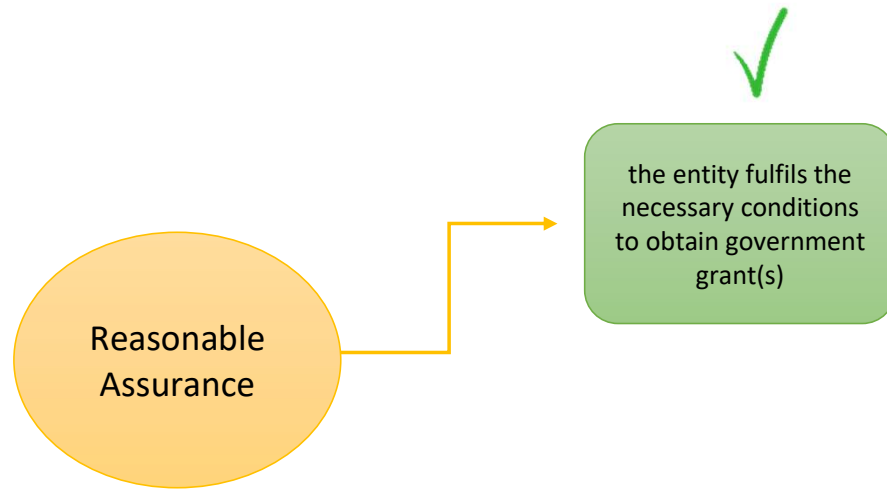 the entity fulfils the
necessary conditions
to obtain government
grant(s)
Reasonable
Assurance